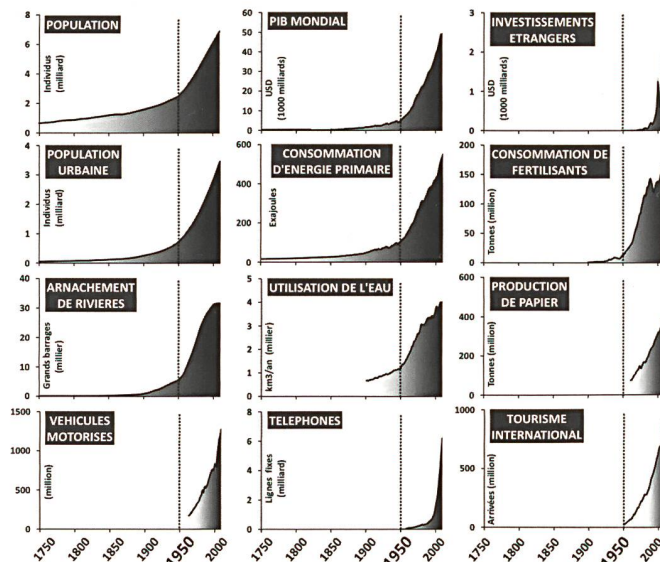 POPULATION
Individus
(milliard)
8
6
4
2
0
PIB MONDIAL
USD
(1000 milliards)
60
50
40
30
20
10
0
INVESTISSEMENTS
ETRANGERS
USD
(1000 milliards)
3
2
1
0
POPULATION
URBAINE
Individus
(milliard)
4
3
2
1
0
CONSOMMATION
D'ENERGIE PRIMAIRE
Exajoules
600
400
200
0
CONSOMMATION DE
FERTILISANTS
Tonnes (million)
200
150
100
50
0
ARNACHEMENT
DE RIVIERES
Grands barrages
(millier)
40
30
20
10
0
UTILISATION DE L'EAU
km3/an (millier)
5
4
3
2
1
0
PRODUCTION
DE PAPIER
Tonnes (million)
600
400
200
0
VEHICULES
MOTORISES
(million)
1500
1000
500
0
1750
1800
1850
1900
1950
2000
TELEPHONES
Lignes fixes
(milliard)
8
6
4
2
0
1750
1800
1850
1900
1950
2000
TOURISME
INTERNATIONAL
Arrivées (million)
1000
500
0
1750
1800
1850
1900
1950
2000